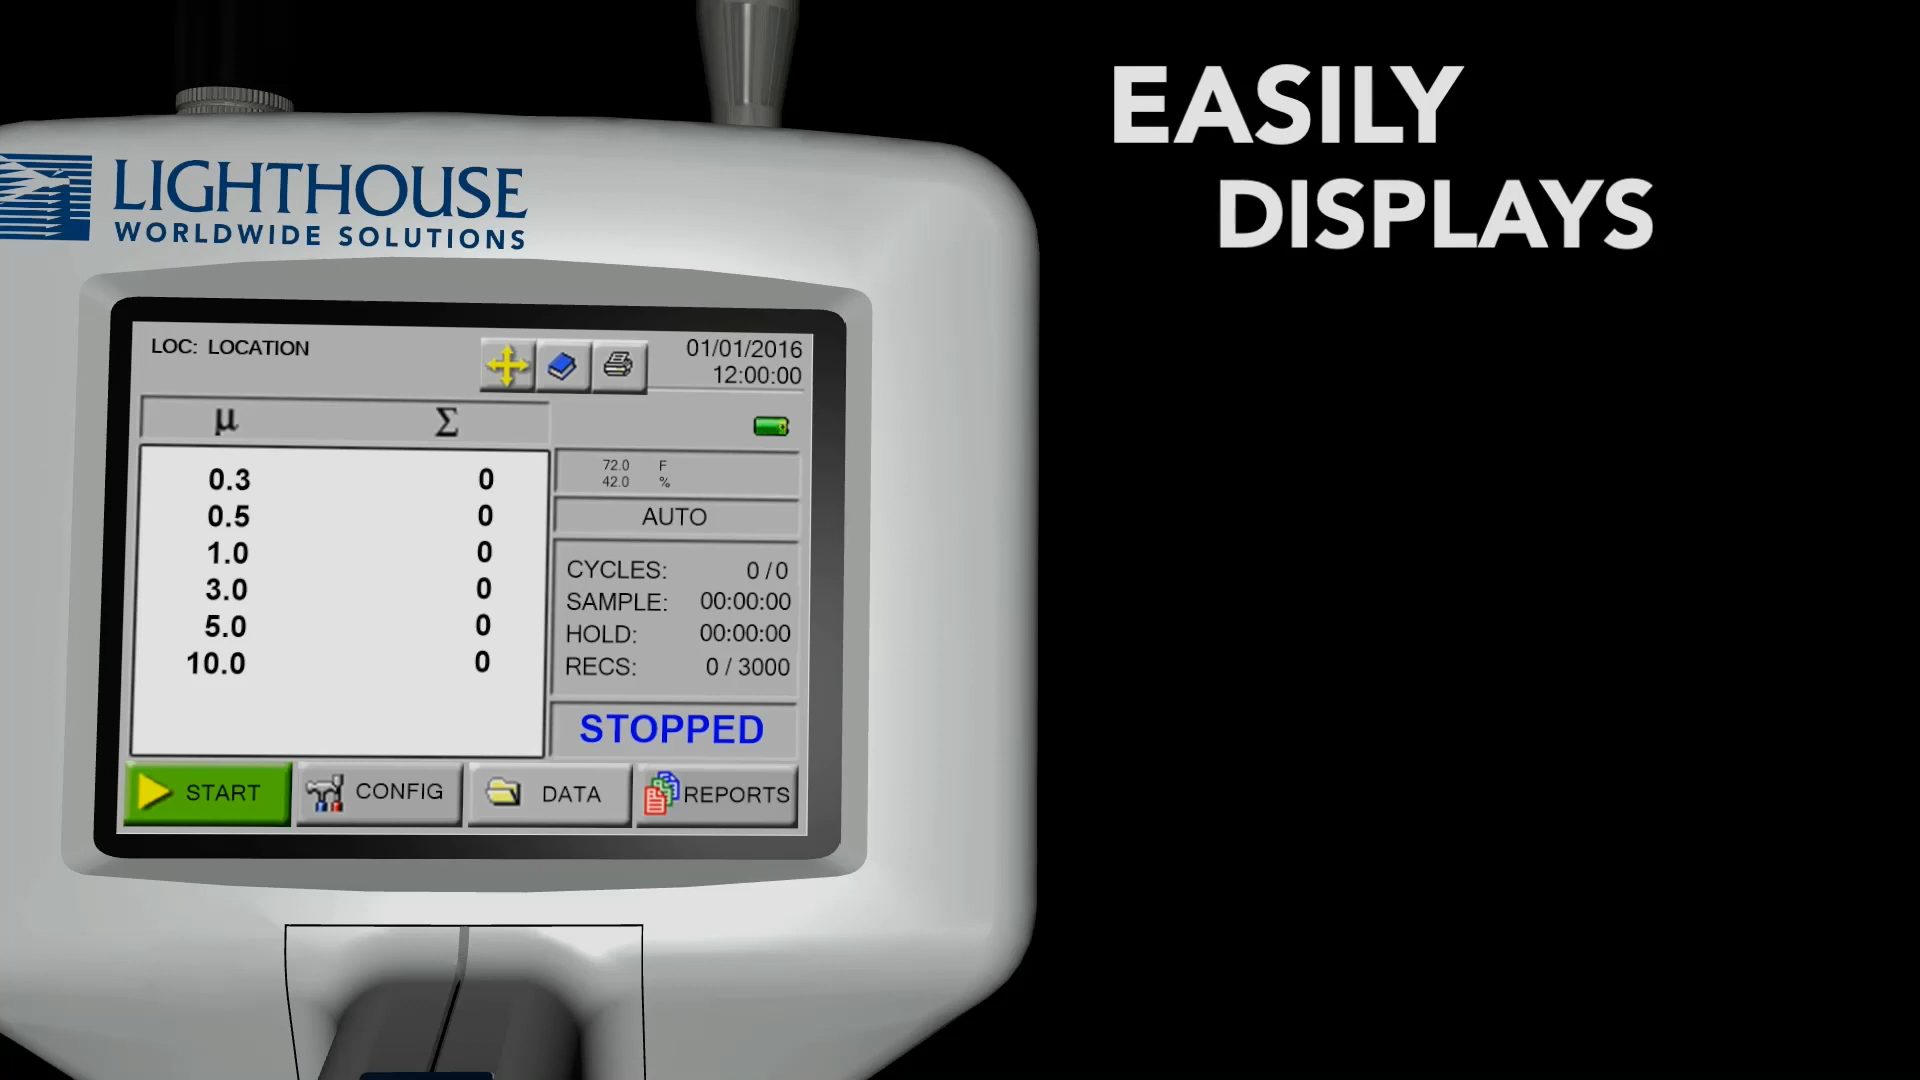 EASILY
DISPLAYS
LIGHTHOUSE
WORLDWIDE SOLUTIONS
LOC: LOCATION
01/01/2016
12:00:00
µ Σ
0.3 0
0.5 0
1.0 0
3.0 0
5.0 0
10.0 0
72.0 F
42.0 %
AUTO
CYCLES: 0 / 0
SAMPLE: 00:00:00
HOLD: 00:00:00
RECS: 0 / 3000
STOPPED
START
CONFIG
DATA
REPORTS